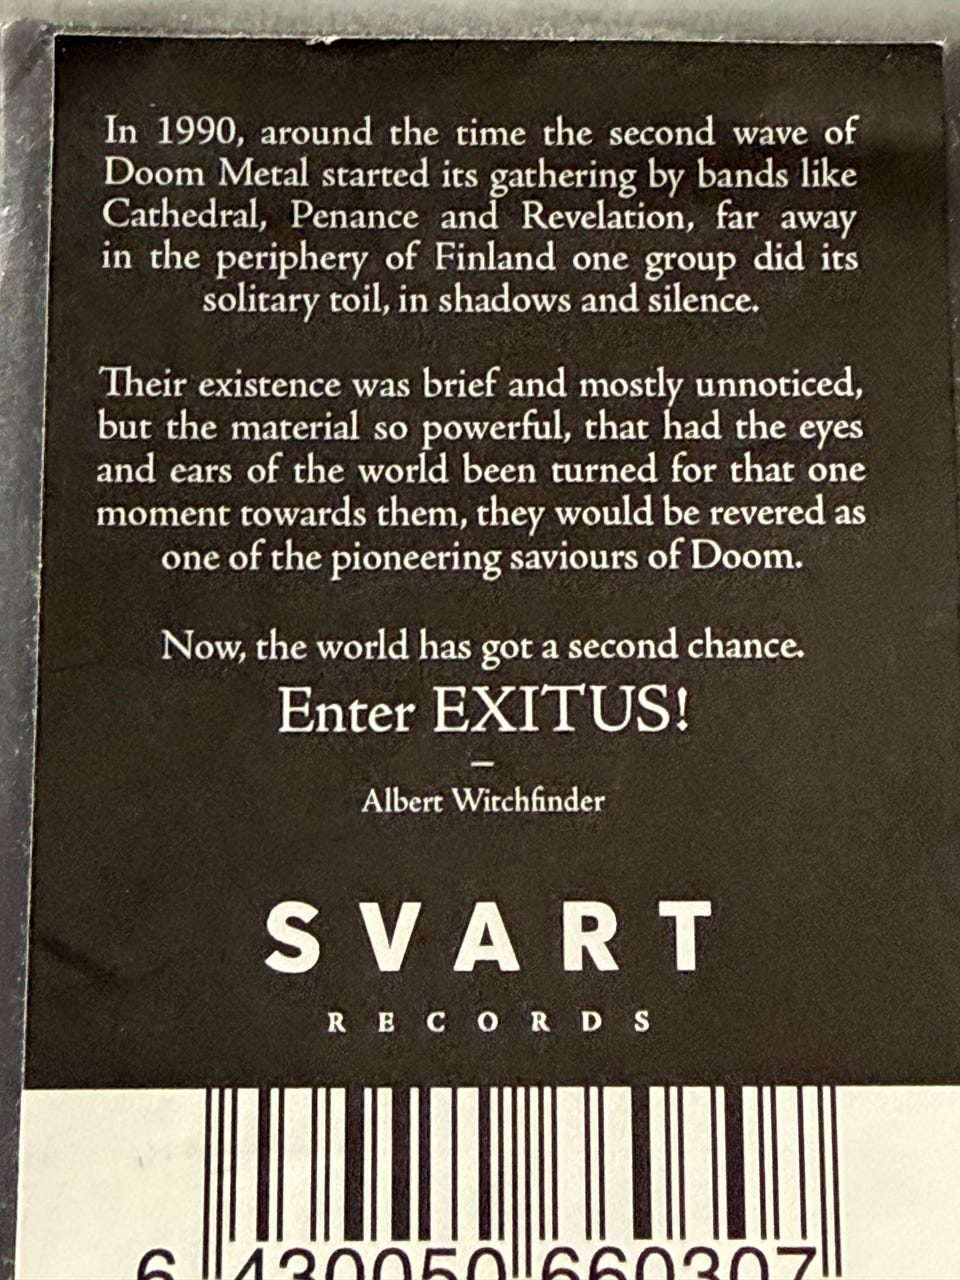 In 1990, around the time the second wave of
Doom Metal started its gathering by bands like
Cathedral, Penance and Revelation, far away
in the periphery of Finland one group did its
solitary toil, in shadows and silence.
Their existence was brief and mostly unnoticed,
but the material so powerful, that had the eyes
and ears of the world been turned for that one
moment towards them, they would be revered as
one of the pioneering saviours of Doom.
Now, the world has got a second chance.
Enter EXITUS!
–
Albert Witchfinder
SVART
RECORDS
6 430050 660307